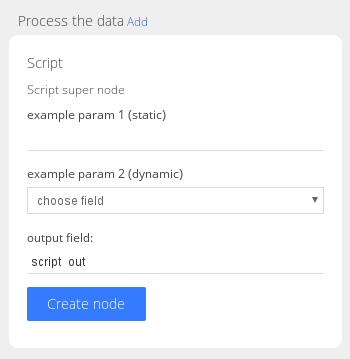 Process the data Add
Script
Script super node
example param 1 (static)
example param 2 (dynamic)
choose field
output field:
script_out
Create node